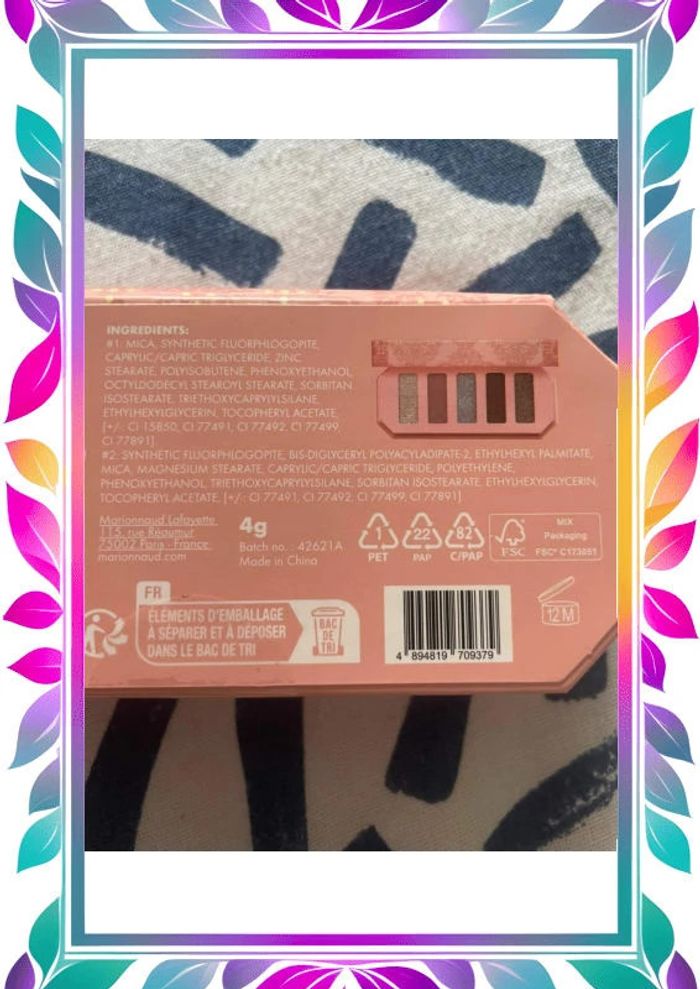 INGREDIENTS:
#1: MICA, SYNTHETIC FLUORPHLOGOPITE,
CAPRYLIC/CAPRIC TRIGLYCERIDE, ZINC
STEARATE, POLYISOBUTENE, PHENOXYETHANOL,
OCTYLDODECYL STEAROYL STEARATE, SORBITAN
ISOSTEARATE, TRIETHOXYCAPRYLYLSILANE,
ETHYLHEXYLGLYCERIN, TOCOPHERYL ACETATE,
[+/-: CI 15850, CI 77491, CI 77492, CI 77499,
CI 77891]
#2: SYNTHETIC FLUORPHLOGOPITE, BIS-DIGLYCERYL POLYACYLADIPATE-2, ETHYLHEXYL PALMITATE,
MICA, MAGNESIUM STEARATE, CAPRYLIC/CAPRIC TRIGLYCERIDE, POLYETHYLENE,
PHENOXYETHANOL, TRIETHOXYCAPRYLYLSILANE, SORBITAN ISOSTEARATE, ETHYLHEXYLGLYCERIN,
TOCOPHERYL ACETATE, [+/-: CI 77491, CI 77492, CI 77499, CI 77891]
Marionnaud Lafayette
115, rue Réaumur
75002 Paris - France
marionnaud.com
4g
Batch no. : 42621A
Made in China
1
PET
22
PAP
82
C/PAP
FSC
MIX
Packaging
FSC® C173051
FR
ÉLÉMENTS D'EMBALLAGE
À SÉPARER ET À DÉPOSER
DANS LE BAC DE TRI
BAC
DE
TRI
4 894819 709379
12 M